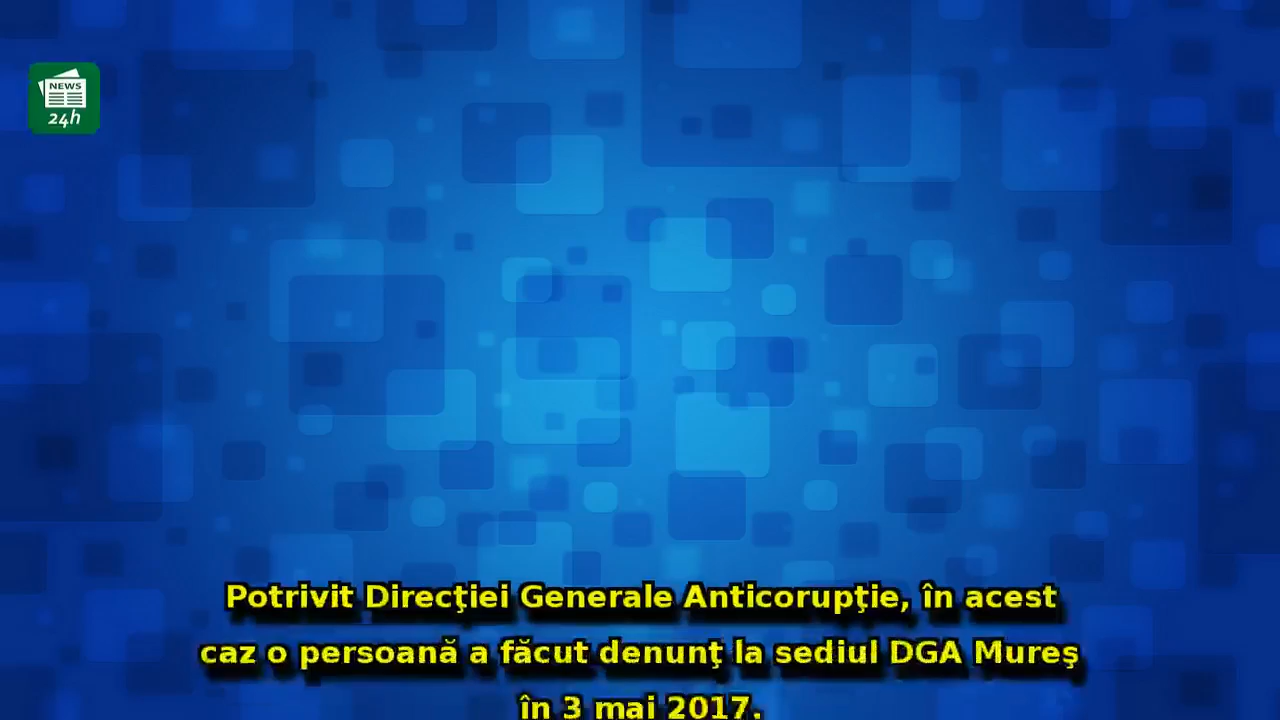 NEWS
24h
Potrivit Direcţiei Generale Anticorupţie, în acest
caz o persoană a făcut denunţ la sediul DGA Mureş
în 3 mai 2017.